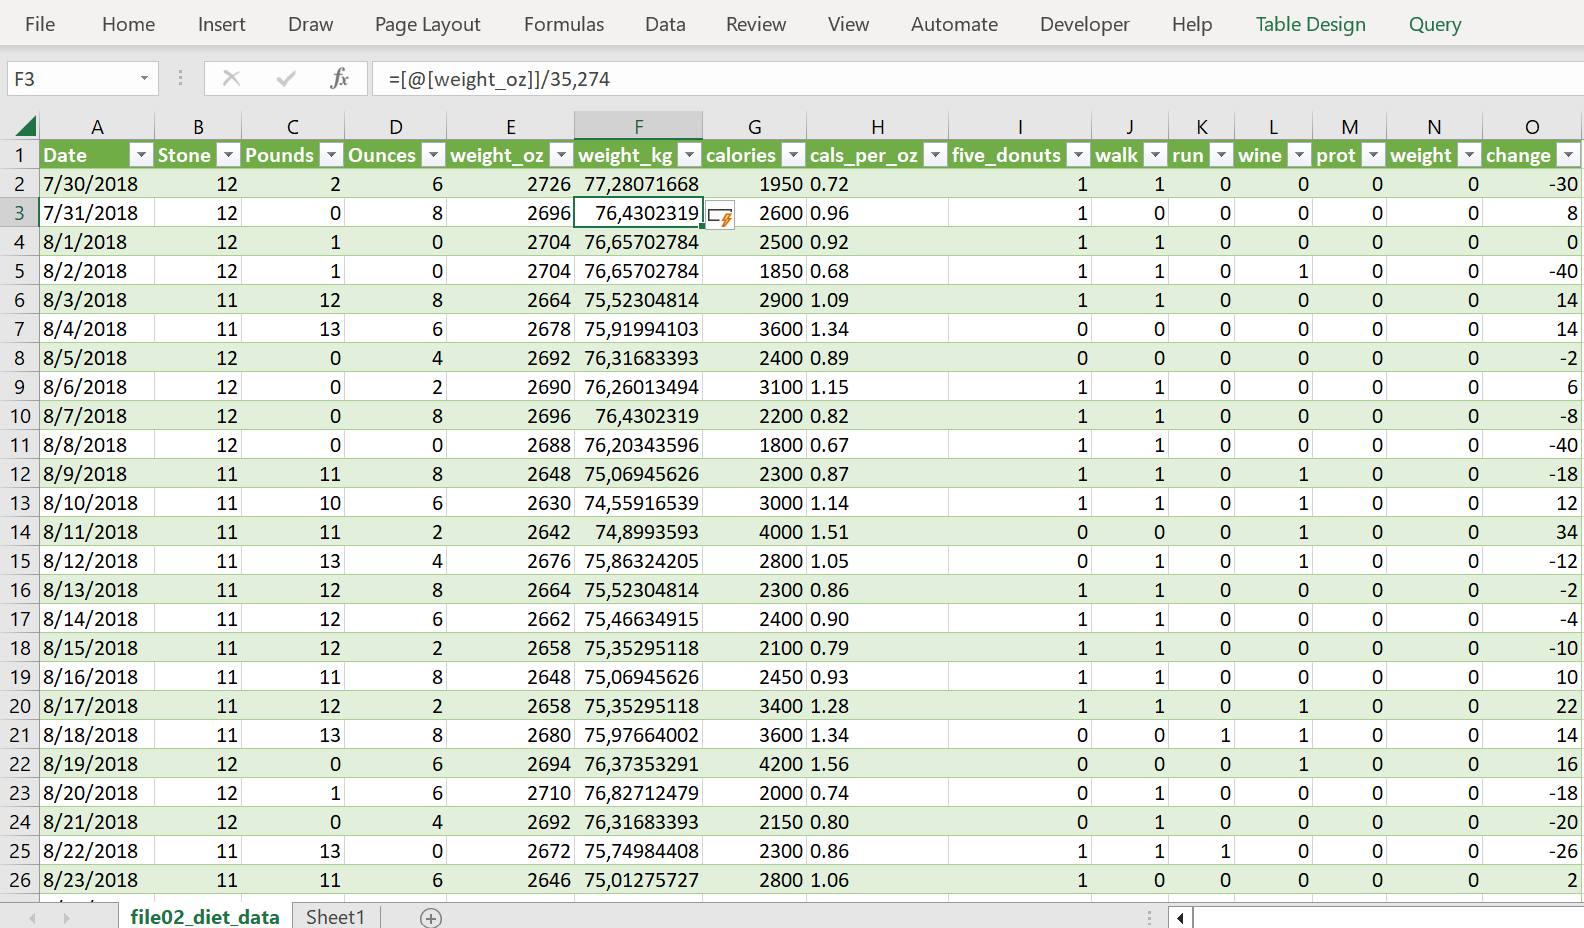 File Home Insert Draw Page Layout Formulas Data Review View Automate Developer Help Table Design Query
F3 fx =[@[weight_oz]]/35,274
A B C D E F G H I J K L M N O
1 Date Stone Pounds Ounces weight_oz weight_kg calories cals_per_oz five_donuts walk run wine prot weight change
2 7/30/2018 12 2 6 2726 77,28071668 1950 0.72 1 1 0 0 0 0 -30
3 7/31/2018 12 0 8 2696 76,4302319 2600 0.96 1 0 0 0 0 0 8
4 8/1/2018 12 1 0 2704 76,65702784 2500 0.92 1 1 0 0 0 0 0
5 8/2/2018 12 1 0 2704 76,65702784 1850 0.68 1 1 0 1 0 0 -40
6 8/3/2018 11 12 8 2664 75,52304814 2900 1.09 1 1 0 0 0 0 14
7 8/4/2018 11 13 6 2678 75,91994103 3600 1.34 0 0 0 0 0 0 14
8 8/5/2018 12 0 4 2692 76,31683393 2400 0.89 0 0 0 0 0 0 -2
9 8/6/2018 12 0 2 2690 76,26013494 3100 1.15 1 1 0 0 0 0 6
10 8/7/2018 12 0 8 2696 76,4302319 2200 0.82 1 1 0 0 0 0 -8
11 8/8/2018 12 0 0 2688 76,20343596 1800 0.67 1 1 0 0 0 0 -40
12 8/9/2018 11 11 8 2648 75,06945626 2300 0.87 1 1 0 1 0 0 -18
13 8/10/2018 11 10 6 2630 74,55916539 3000 1.14 1 1 0 1 0 0 12
14 8/11/2018 11 11 2 2642 74,8993593 4000 1.51 0 0 0 1 0 0 34
15 8/12/2018 11 13 4 2676 75,86324205 2800 1.05 0 1 0 1 0 0 -12
16 8/13/2018 11 12 8 2664 75,52304814 2300 0.86 1 1 0 0 0 0 -2
17 8/14/2018 11 12 6 2662 75,46634915 2400 0.90 1 1 0 0 0 0 -4
18 8/15/2018 11 12 2 2658 75,35295118 2100 0.79 1 1 0 0 0 0 -10
19 8/16/2018 11 11 8 2648 75,06945626 2450 0.93 1 1 0 0 0 0 10
20 8/17/2018 11 12 2 2658 75,35295118 3400 1.28 1 1 0 1 0 0 22
21 8/18/2018 11 13 8 2680 75,97664002 3600 1.34 0 0 1 1 0 0 14
22 8/19/2018 12 0 6 2694 76,37353291 4200 1.56 0 0 0 1 0 0 16
23 8/20/2018 12 1 6 2710 76,82712479 2000 0.74 0 1 0 0 0 0 -18
24 8/21/2018 12 0 4 2692 76,31683393 2150 0.80 0 1 0 0 0 0 -20
25 8/22/2018 11 13 0 2672 75,74984408 2300 0.86 1 1 1 0 0 0 -26
26 8/23/2018 11 11 6 2646 75,01275727 2800 1.06 1 0 0 0 0 0 2
file02_diet_data Sheet1